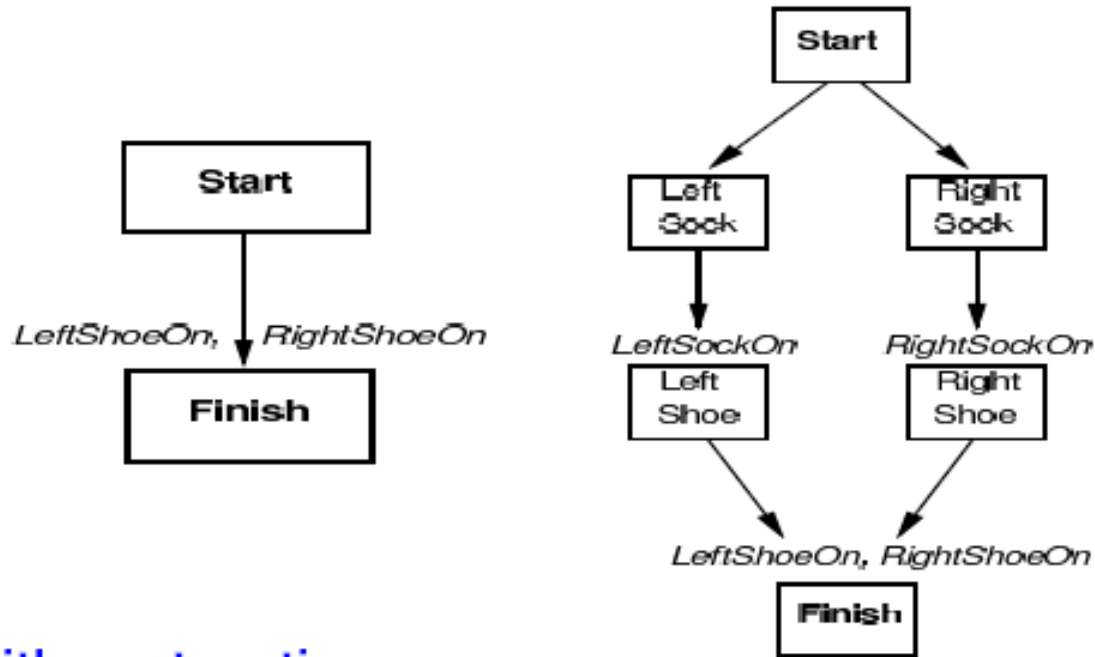 Start
LeftShoeOn, RightShoeOn
Finish
Start
Left
Sock
Right
Sock
LeftSockOn
RightSockOn
Left
Shoe
Right
Shoe
LeftShoeOn, RightShoeOn
Finish